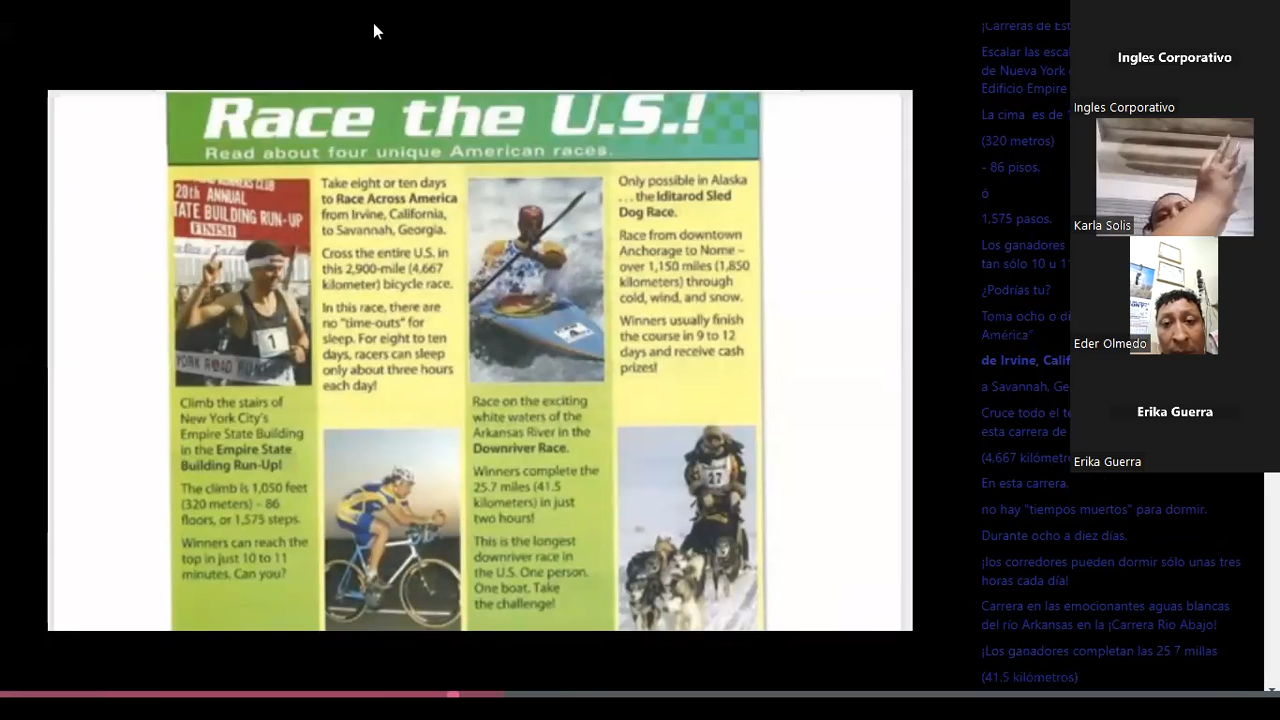 Race the U.S.!
Read about four unique American races.
20th ANNUAL
STATE BUILDING RUN-UP
FINISH
1
YORK ROAD RUN
Climb the stairs of
New York City's
Empire State Building
in the Empire State
Building Run-Up!
The climb is 1,050 feet
(320 meters) – 86
floors, or 1,575 steps.
Winners can reach the
top in just 10 to 11
minutes. Can you?
Take eight or ten days
to Race Across America
from Irvine, California,
to Savannah, Georgia.
Cross the entire U.S. in
this 2,900-mile (4,667
kilometer) bicycle race.
In this race, there are
no "time-outs" for
sleep. For eight to ten
days, racers can sleep
only about three hours
each day!
Race on the exciting
white waters of the
Arkansas River in the
Downriver Race.
Winners complete the
25.7 miles (41.5
kilometers) in just
two hours!
This is the longest
downriver race in
the U.S. One person.
One boat. Take
the challenge!
Only possible in Alaska
. . . the Iditarod Sled
Dog Race.
Race from downtown
Anchorage to Nome –
over 1,150 miles (1,850
kilometers) through
cold, wind, and snow.
Winners usually finish
the course in 9 to 12
days and receive cash
prizes!
27
¡Carreras de Est
Escalar las escal
de Nueva York
Edificio Empire
La cima es de
(320 metros)
- 86 pisos.
ó
1,575 pasos.
Los ganadores
tan sólo 10 u 1
¿Podrías tu?
Toma ocho o di
América"
de Irvine, Calif
a Savannah, Ge
Cruce todo el te
esta carrera de
(4,667 kilómetr
En esta carrera.
no hay "tiempos muertos" para dormir.
Durante ocho a diez días.
¡los corredores pueden dormir sólo unas tres
horas cada día!
Carrera en las emocionantes aguas blancas
del río Arkansas en la ¡Carrera Rio Abajo!
¡Los ganadores completan las 25 7 millas
(41.5 kilómetros)
Ingles Corporativo
Ingles Corporativo
Karla Solis
Eder Olmedo
Erika Guerra
Erika Guerra